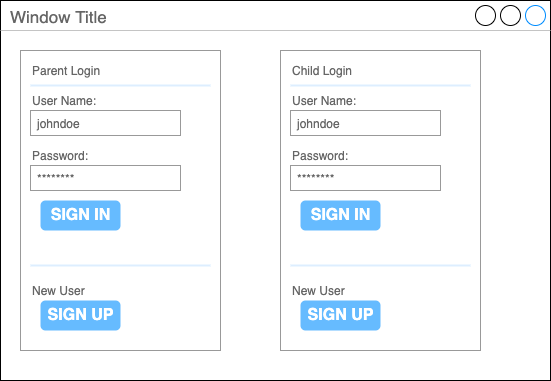 Window Title
Parent Login
User Name:
johndoe
Password:
********
SIGN IN
New User
SIGN UP
Child Login
User Name:
johndoe
Password:
********
SIGN IN
New User
SIGN UP